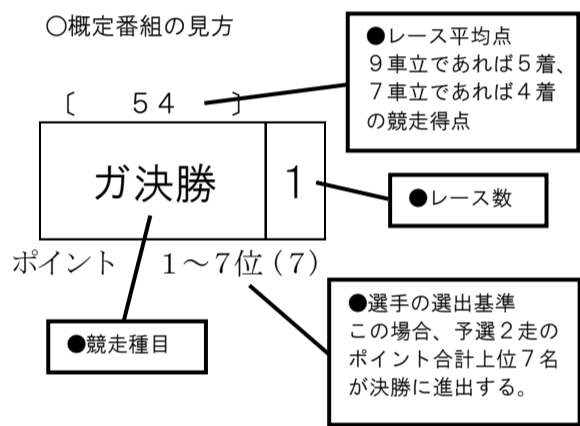 ○概定番組の見方
●レース平均点
９車立であれば５着、
７車立であれば４着
の競走得点
〔　５４　〕
ガ決勝
１
●レース数
ポイント　１～７位（７）
●選手の選出基準
この場合、予選２走の
ポイント合計上位７名
が決勝に進出する。
●競走種目